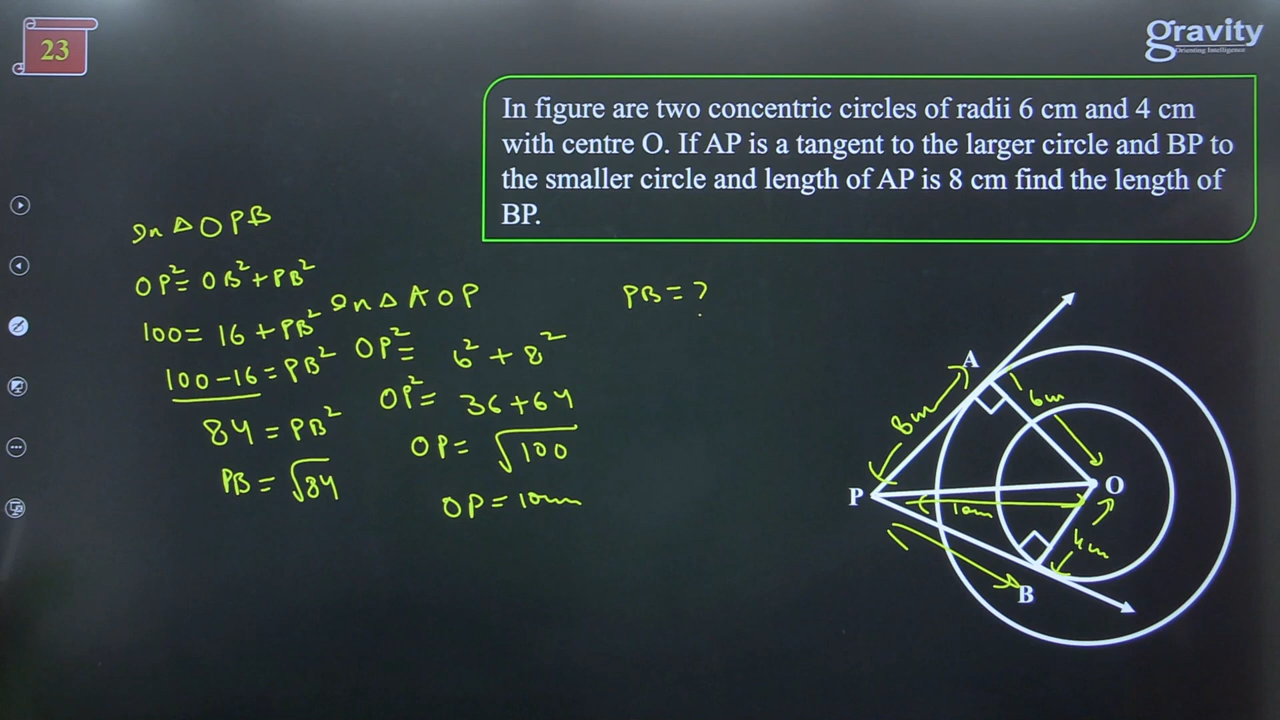 23
gravity
Orienting Intelligence
In figure are two concentric circles of radii 6 cm and 4 cm
with centre O. If AP is a tangent to the larger circle and BP to
the smaller circle and length of AP is 8 cm find the length of
BP.
In △ OPB
OP² = OB² + PB²
100 = 16 + PB²
100 - 16 = PB²
84 = PB²
PB = √84
In △ AOP
OP² = 6² + 8²
OP² = 36 + 64
OP = √100
OP = 10cm
PB = ?
A
8cm
6cm
P
O
10cm
4cm
B